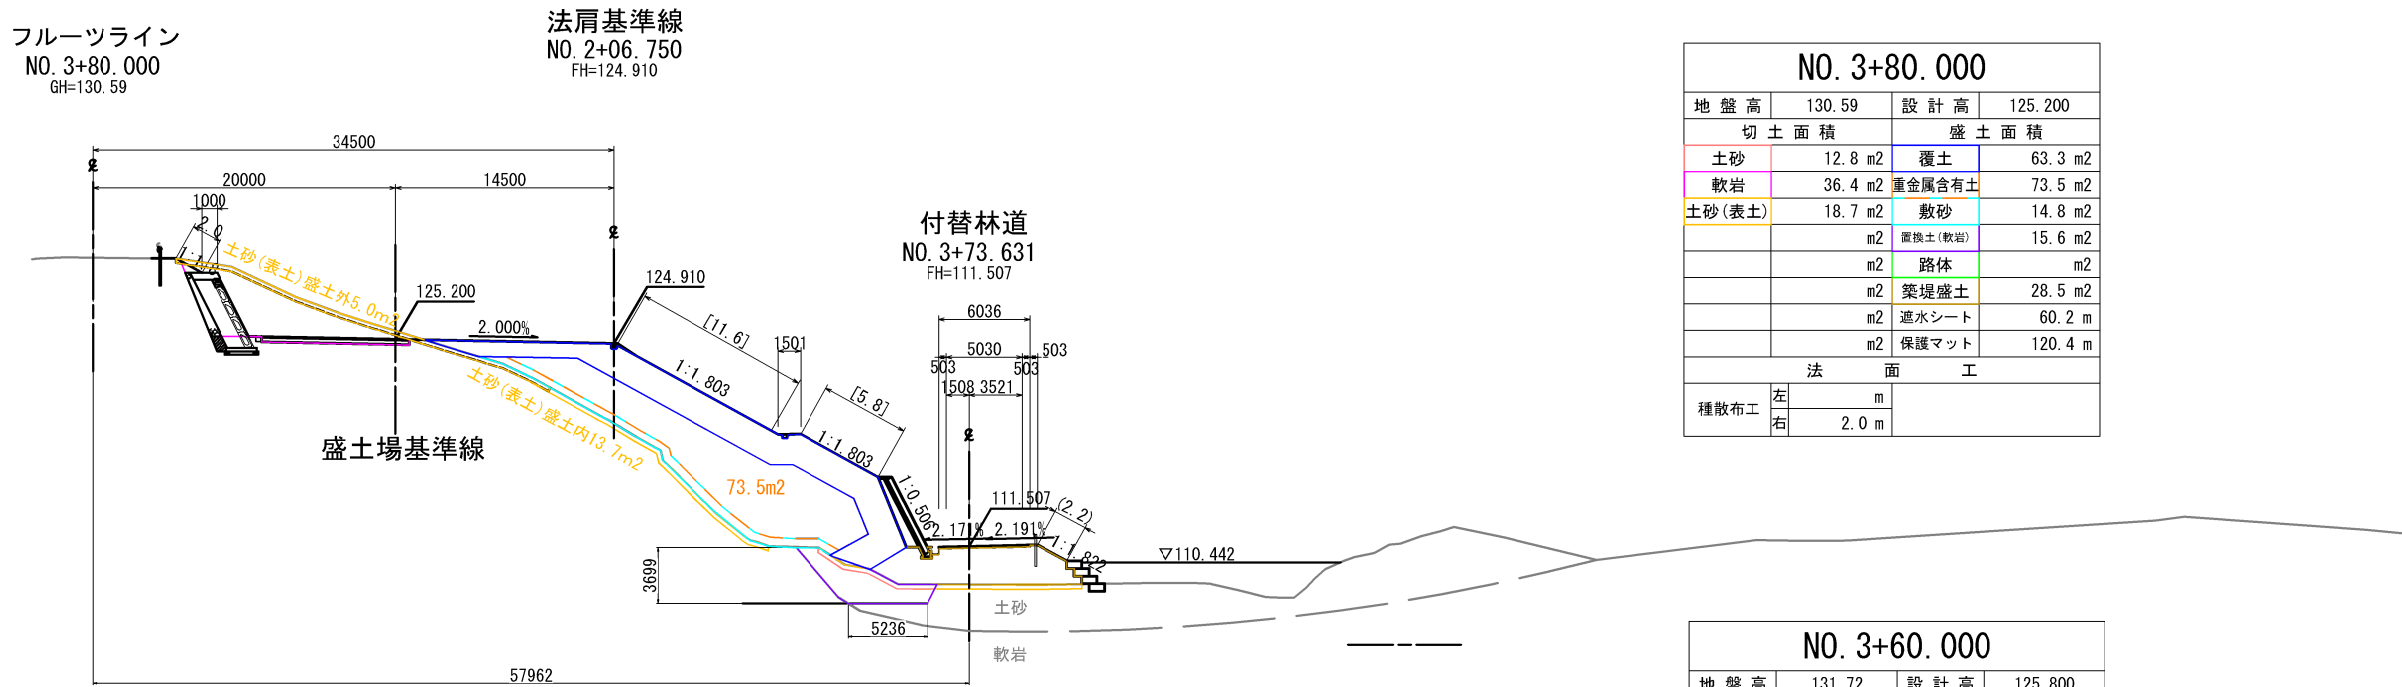 フルーツライン
NO. 3+80. 000
GH=130. 59
法肩基準線
NO. 2+06. 750
FH=124. 910
34500
20000
14500
1000
2. 0
土砂(表土)盛土外5. 0m2
125. 200
2. 000%
124. 910
[11. 6]
1501
1:1. 803
[5. 8]
1:1. 803
1:0. 506
土砂(表土)盛土内13. 7m2
盛土場基準線
73. 5m2
付替林道
NO. 3+73. 631
FH=111. 507
6036
5030
503
503
503
1508
3521
111. 507
(2. 2)
2. 171%
2. 191%
1:1. 822
▽110. 442
3699
5236
土砂
軟岩
57962
NO. 3+80. 000
地 盤 高 130. 59 設 計 高 125. 200
切 土 面 積 盛 土 面 積
土砂 12. 8 m2 覆土 63. 3 m2
軟岩 36. 4 m2 重金属含有土 73. 5 m2
土砂(表土) 18. 7 m2 敷砂 14. 8 m2
m2 置換土(軟岩) 15. 6 m2
m2 路体 m2
m2 築堤盛土 28. 5 m2
m2 遮水シート 60. 2 m
m2 保護マット 120. 4 m
法 面 工
種散布工 左 m
右 2. 0 m
NO. 3+60. 000
地 盤 高 131. 72 設 計 高 125. 800